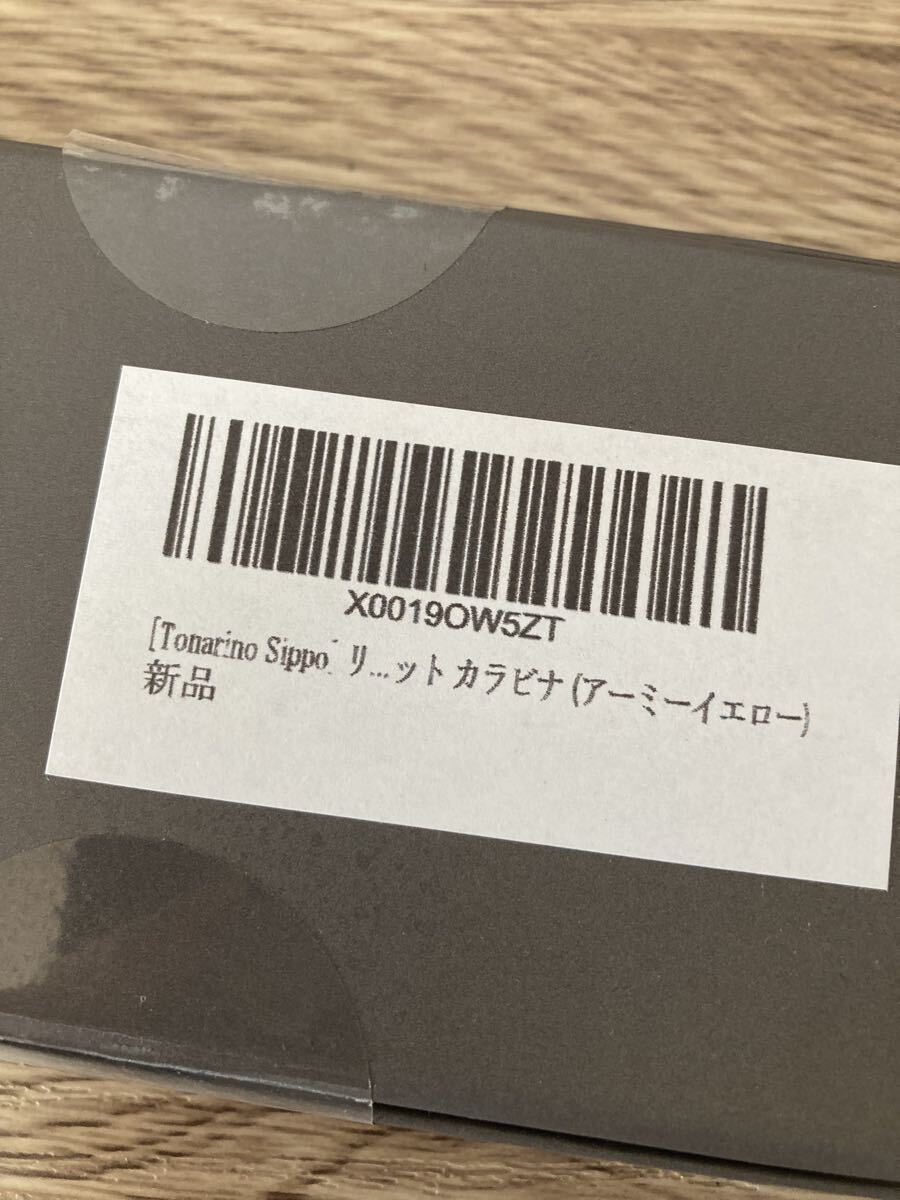 X0019OW5ZT
[Tonarino Sippo] リ...ット カラビナ (アーミーイエロー)
新品